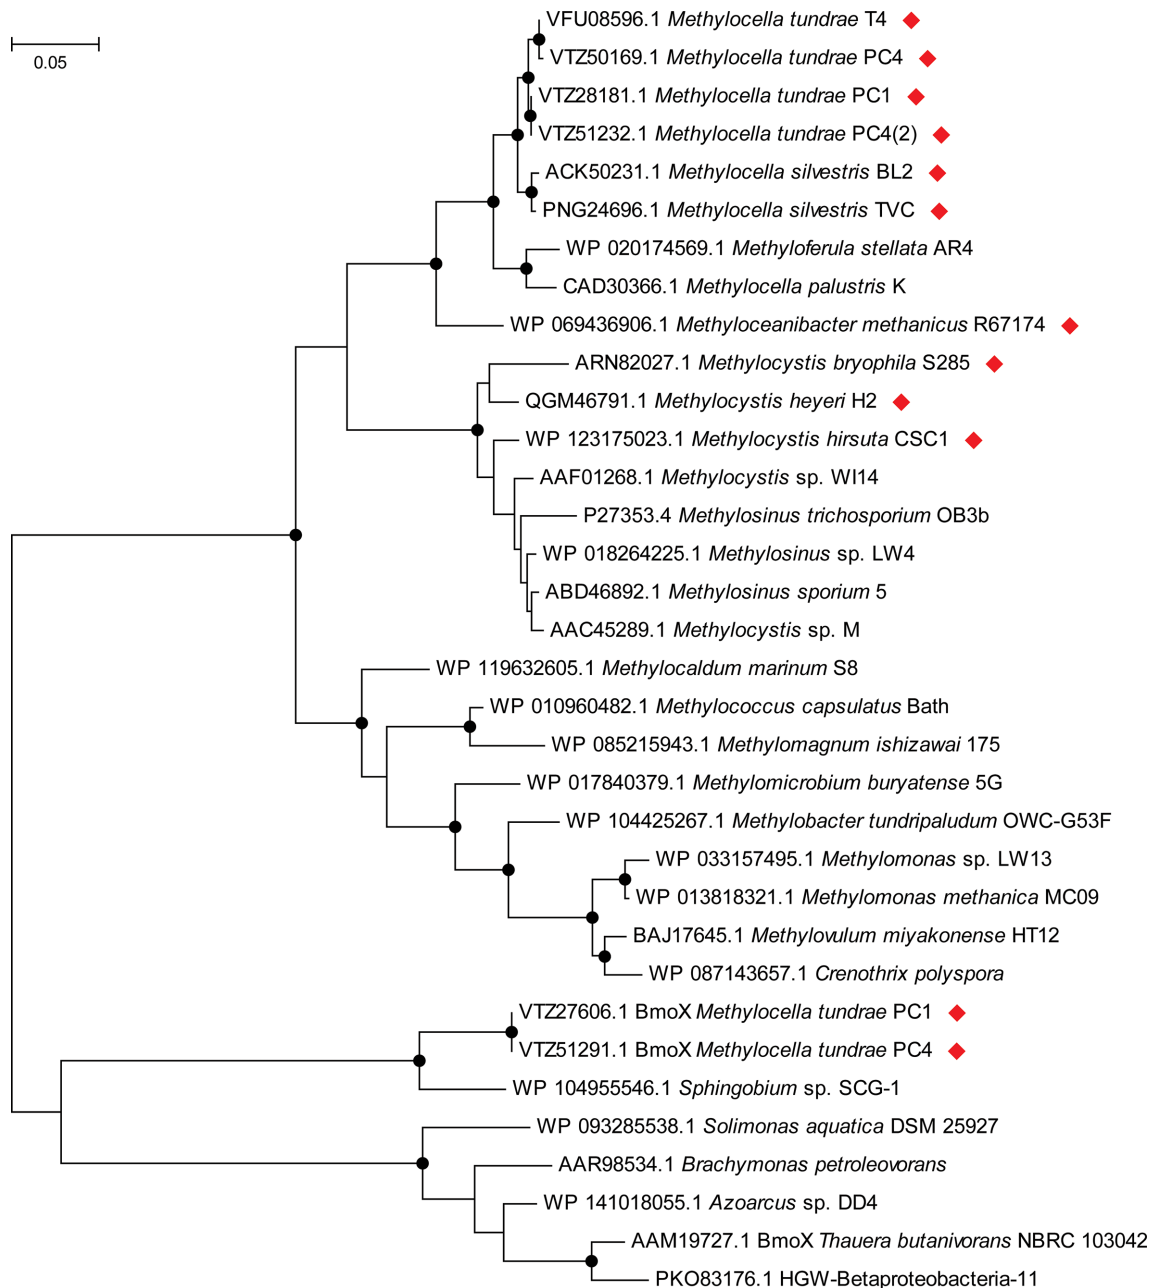 VFU08596.1 Methylocella tundrae T4
0.05
VTZ50169.1 Methylocella tundrae PC4
VTZ28181.1 Methylocella tundrae PC1
VTZ51232.1 Methylocella tundrae PC4(2)
ACK50231.1 Methylocella silvestris BL2
PNG24696.1 Methylocella silvestris TVC
WP 020174569.1 Methyloferula stellata AR4
CAD30366.1 Methylocella palustris K
WP 069436906.1 Methyloceanibacter methanicus R67174
ARN82027.1 Methylocystis bryophila S285
QGM46791.1 Methylocystis heyeri H2
WP 123175023.1 Methylocystis hirsuta CSC1
AAF01268.1 Methylocystis sp. WI14
P27353.4 Methylosinus trichosporium OB3b
WP 018264225.1 Methylosinus sp. LW4
ABD46892.1 Methylosinus sporium 5
AAC45289.1 Methylocystis sp. M
WP 119632605.1 Methylocaldum marinum S8
WP 010960482.1 Methylococcus capsulatus Bath
WP 085215943.1 Methylomagnum ishizawai 175
WP 017840379.1 Methylomicrobium buryatense 5G
WP 104425267.1 Methylobacter tundripaludum OWC-G53F
WP 033157495.1 Methylomonas sp. LW13
WP 013818321.1 Methylomonas methanica MC09
BAJ17645.1 Methylovulum miyakonense HT12
WP 087143657.1 Crenothrix polyspora
VTZ27606.1 BmoX Methylocella tundrae PC1
VTZ51291.1 BmoX Methylocella tundrae PC4
WP 104955546.1 Sphingobium sp. SCG-1
WP 093285538.1 Solimonas aquatica DSM 25927
AAR98534.1 Brachymonas petroleovorans
WP 141018055.1 Azoarcus sp. DD4
AAM19727.1 BmoX Thauera butanivorans NBRC 103042
PKO83176.1 HGW-Betaproteobacteria-11